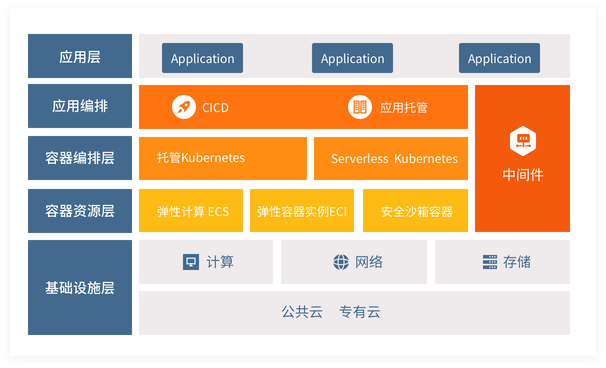 应用层
Application Application Application
应用编排
CICD 应用托管
中间件
容器编排层
托管Kubernetes Serverless Kubernetes
容器资源层
弹性计算 ECS 弹性容器实例ECI 安全沙箱容器
基础设施层
计算 网络 存储
公共云 专有云